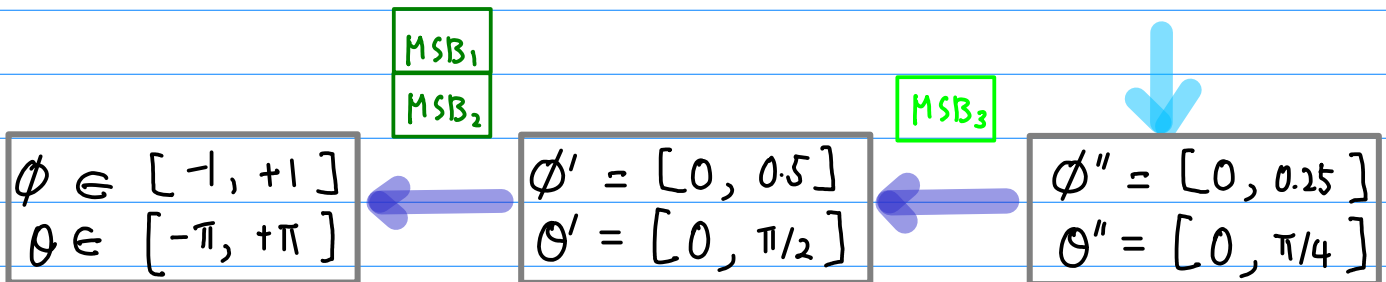 MSB₁
MSB₂
MSB₃
ϕ ∈ [-1, +1]
θ ∈ [-π, +π]
ϕ' = [0, 0.5]
θ' = [0, π/2]
ϕ" = [0, 0.25]
θ" = [0, π/4]